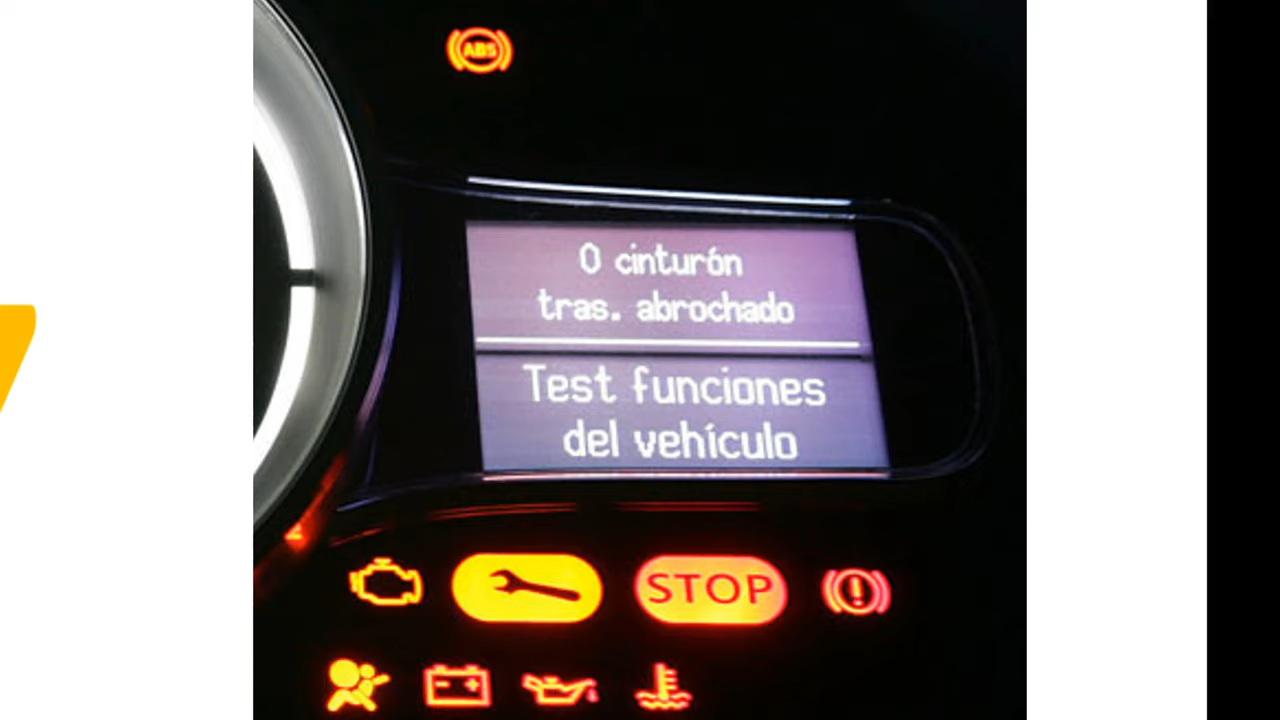 ABS
0 cinturón
tras. abrochado
Test funciones
del vehículo
STOP